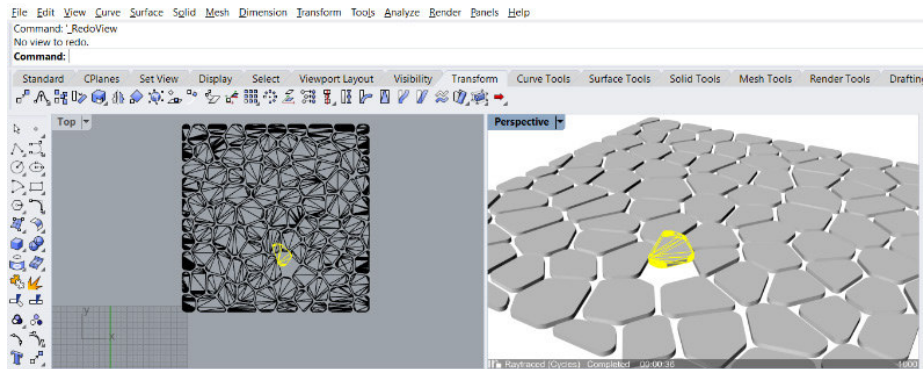 File Edit View Curve Surface Solid Mesh Dimension Transform Tools Analyze Render Panels Help
Command: '_RedoView
No view to redo.
Command:
Standard CPlanes Set View Display Select Viewport Layout Visibility Transform Curve Tools Surface Tools Solid Tools Mesh Tools Render Tools Drafting
Top
Perspective
y
x
Raytraced (Cycles) Completed 00:00:36 1000